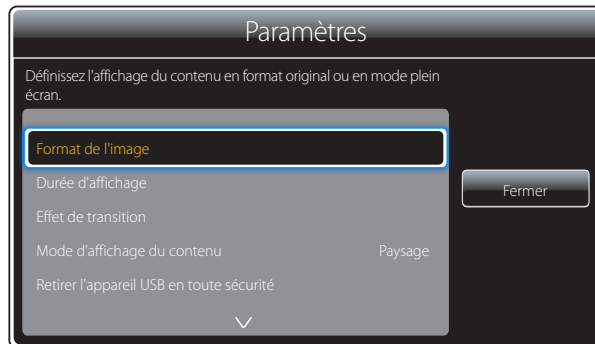 Paramètres
Définissez l'affichage du contenu en format original ou en mode plein
écran.
Format de l'image
Durée d'affichage
Fermer
Effet de transition
Mode d'affichage du contenu Paysage
Retirer l'appareil USB en toute sécurité